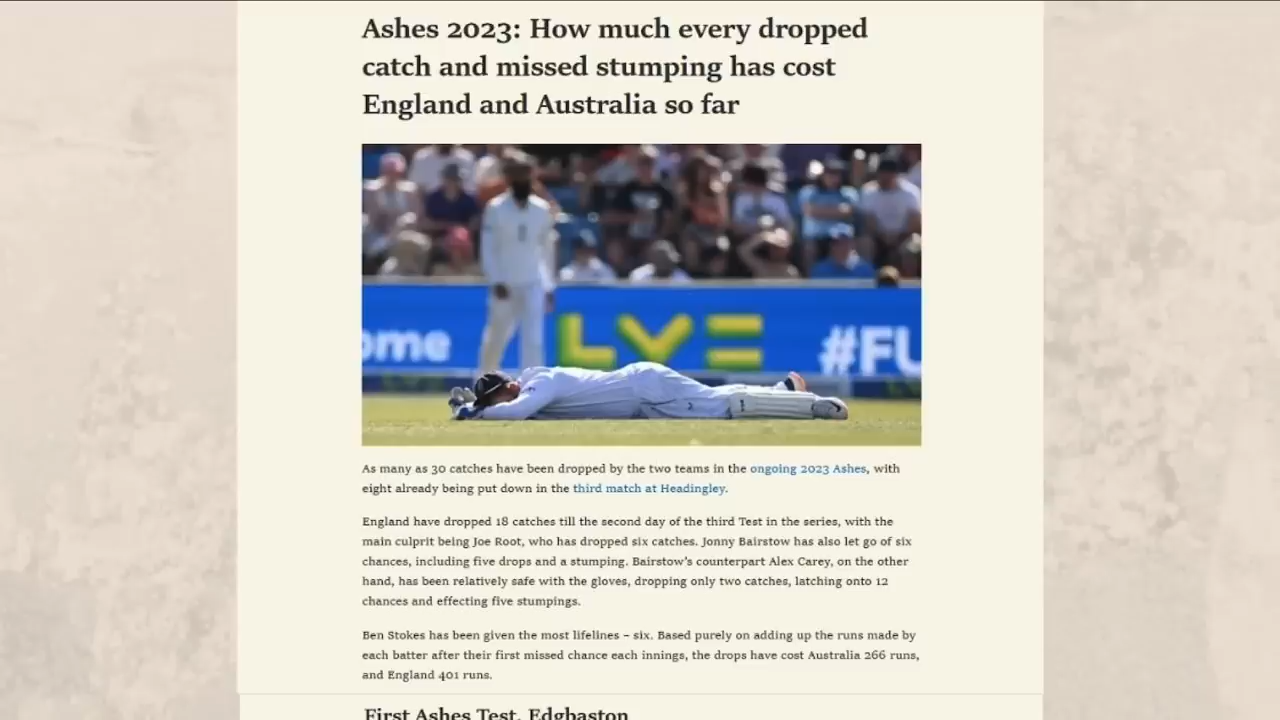 Ashes 2023: How much every dropped
catch and missed stumping has cost
England and Australia so far
ome
LV=
#FU
As many as 30 catches have been dropped by the two teams in the ongoing 2023 Ashes, with
eight already being put down in the third match at Headingley.
England have dropped 18 catches till the second day of the third Test in the series, with the
main culprit being Joe Root, who has dropped six catches. Jonny Bairstow has also let go of six
chances, including five drops and a stumping. Bairstow's counterpart Alex Carey, on the other
hand, has been relatively safe with the gloves, dropping only two catches, latching onto 12
chances and effecting five stumpings.
Ben Stokes has been given the most lifelines – six. Based purely on adding up the runs made by
each batter after their first missed chance each innings, the drops have cost Australia 266 runs,
and England 401 runs.
First Ashes Test, Edgbaston